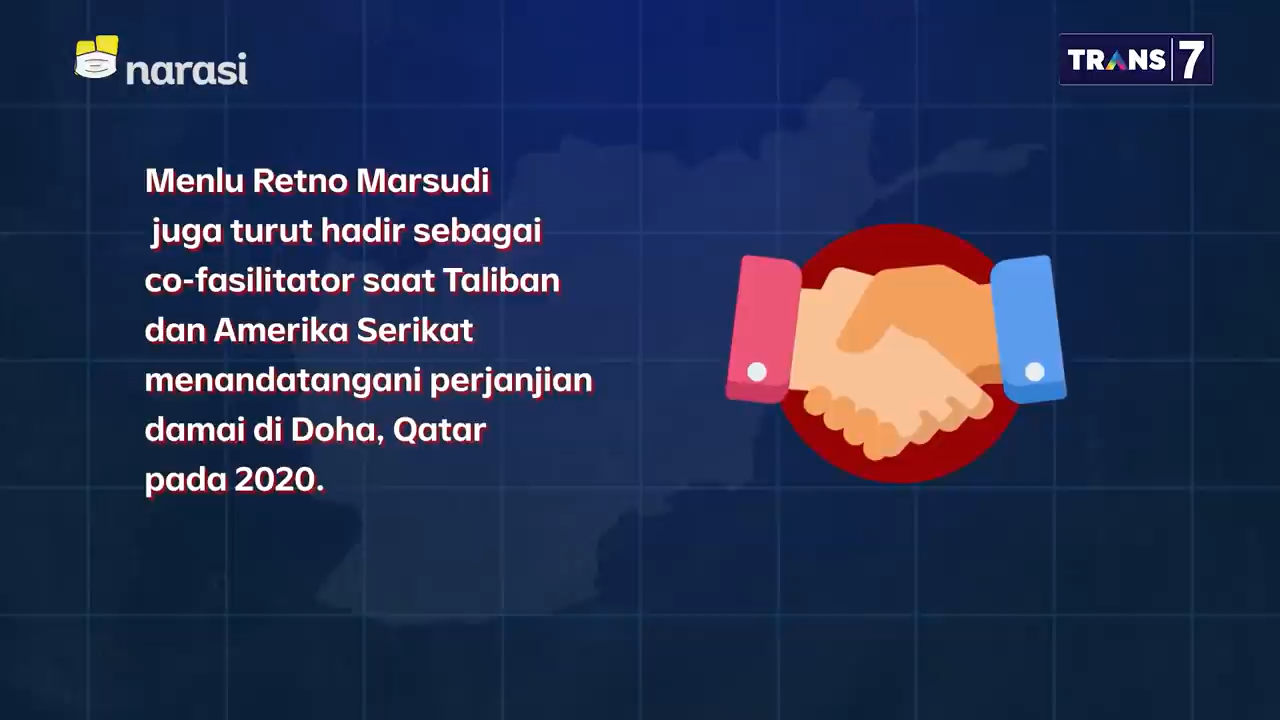 narasi
TRANS 7
Menlu Retno Marsudi
juga turut hadir sebagai
co-fasilitator saat Taliban
dan Amerika Serikat
menandatangani perjanjian
damai di Doha, Qatar
pada 2020.